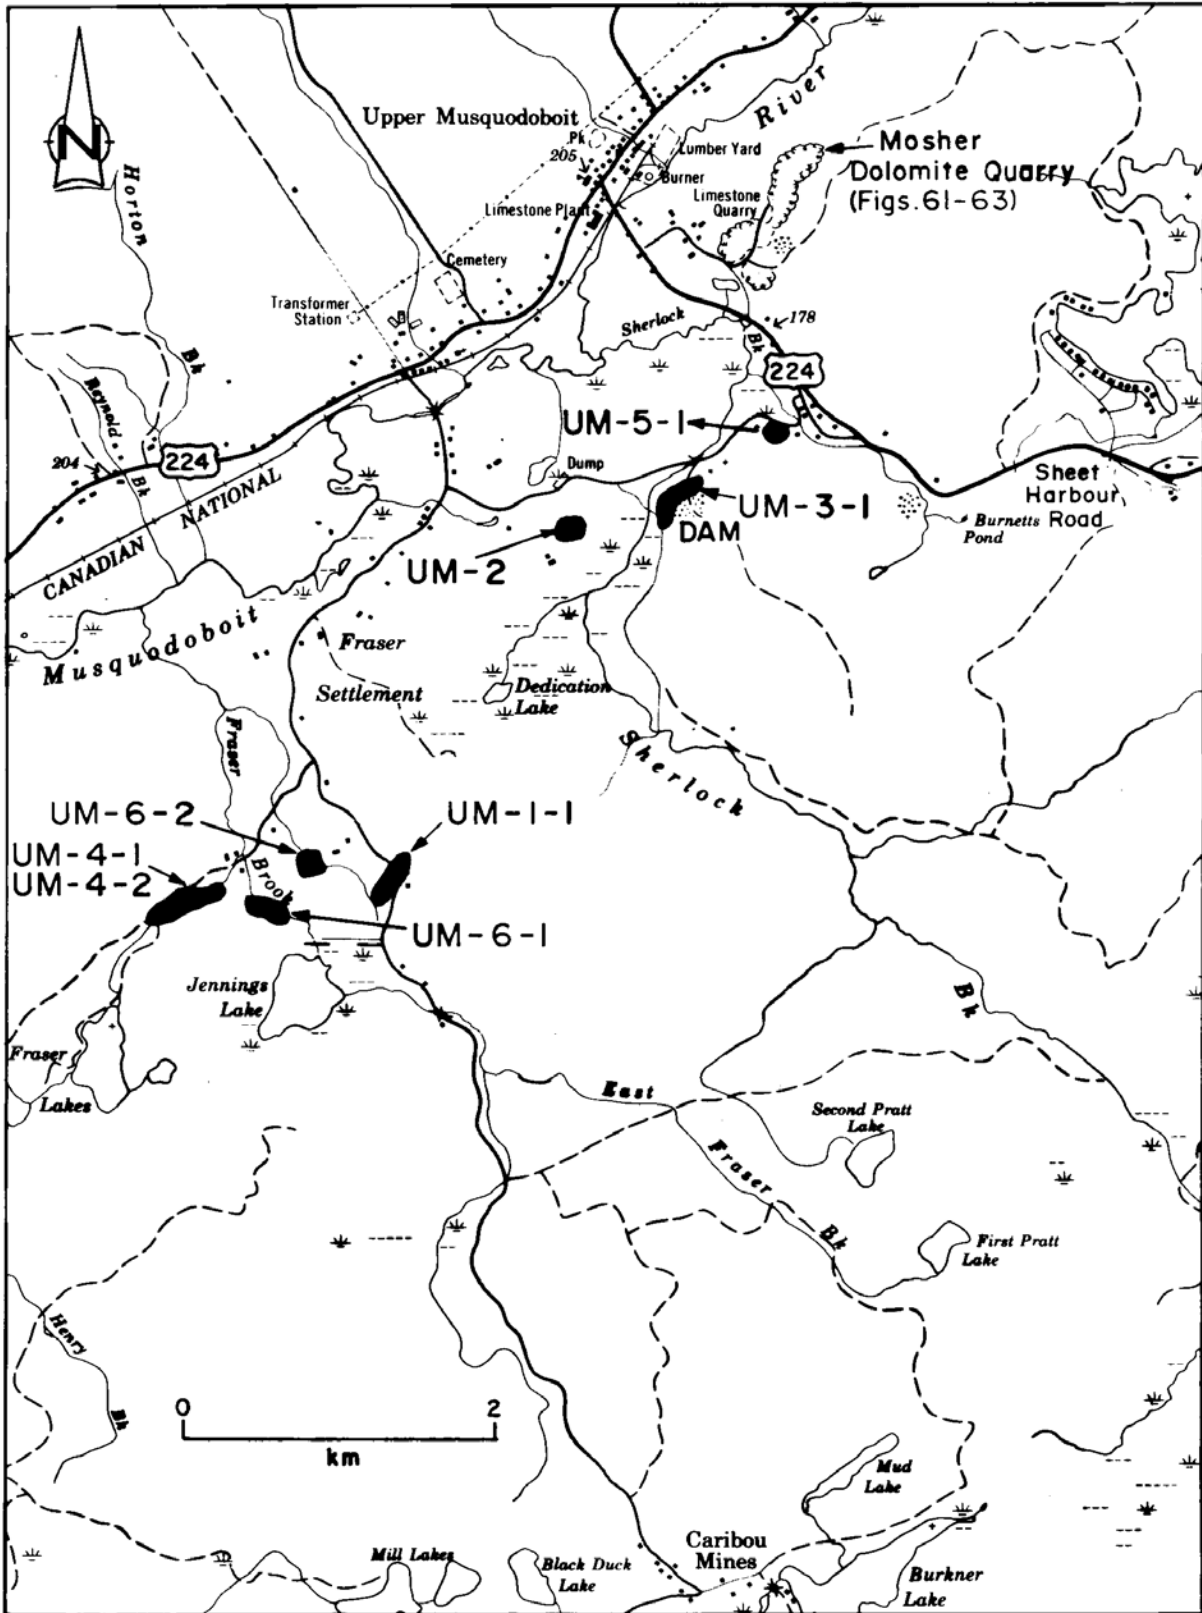 N
Upper Musquodoboit
Pk
205
Lumber Yard
Burner
River
Mosher
Dolomite Quarry
(Figs. 61-63)
Limestone
Quarry
Limestone Plant
Cemetery
Transformer
Station
Horton
Bk
Reynold
Bk
204
224
CANADIAN NATIONAL
Sherlock
Bk
178
224
UM-5-1
Dump
UM-3-1
DAM
UM-2
Sheet
Harbour
Road
Burnetts
Pond
Musquodoboit
Fraser
Settlement
Dedication
Lake
Sherlock
Bk
Fraser
Brook
UM-6-2
UM-1-1
UM-4-1
UM-4-2
UM-6-1
Jennings
Lake
Fraser
Lakes
East
Fraser
Bk
Second Pratt
Lake
First Pratt
Lake
Henry
Bk
0 2
km
Mud
Lake
Caribou
Mines
Mill Lakes
Black Duck
Lake
Burkner
Lake